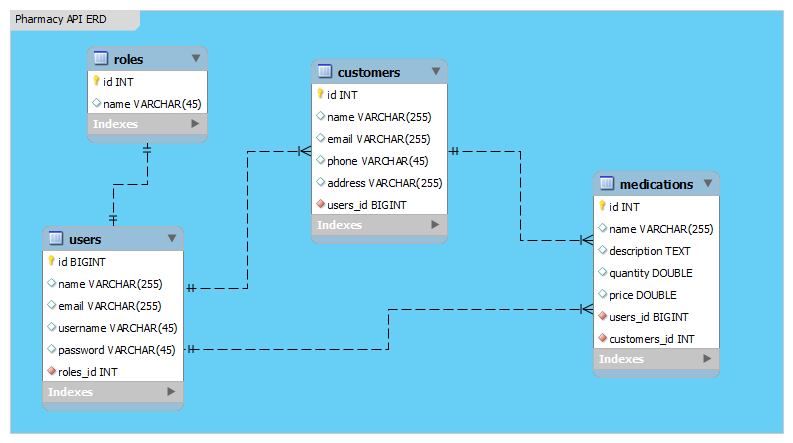 Pharmacy API ERD
roles
id INT
name VARCHAR(45)
Indexes
customers
id INT
name VARCHAR(255)
email VARCHAR(255)
phone VARCHAR(45)
address VARCHAR(255)
users_id BIGINT
Indexes
medications
id INT
name VARCHAR(255)
description TEXT
quantity DOUBLE
price DOUBLE
users_id BIGINT
customers_id INT
Indexes
users
id BIGINT
name VARCHAR(255)
email VARCHAR(255)
username VARCHAR(45)
password VARCHAR(45)
roles_id INT
Indexes